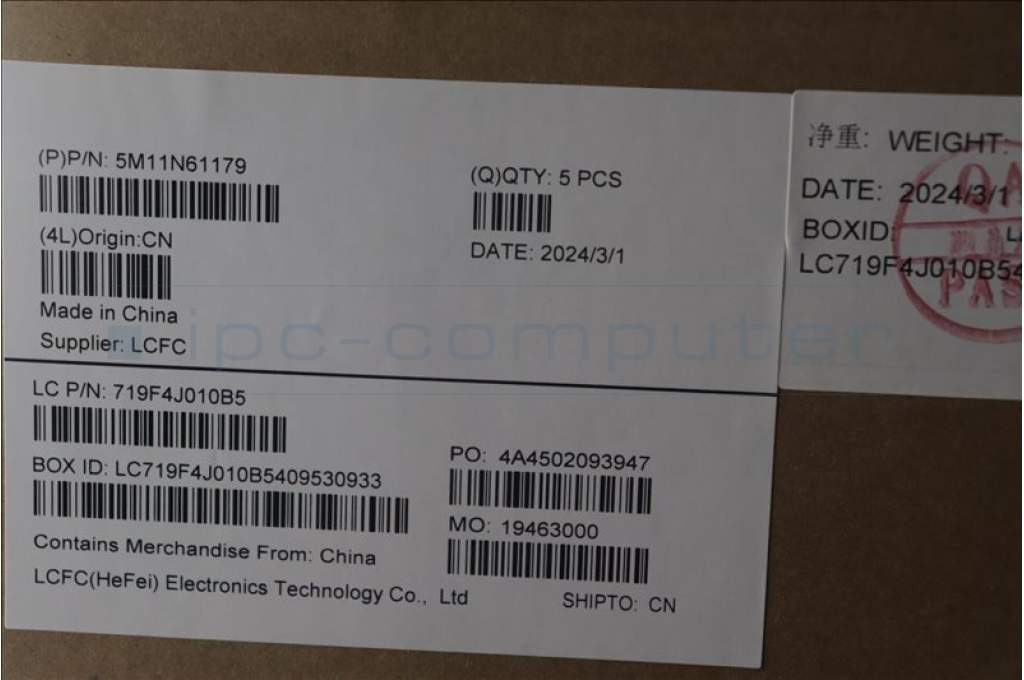 (P)P/N: 5M11N61179
(4L)Origin:CN
Made in China
Supplier: LCFC
(Q)QTY: 5 PCS
DATE: 2024/3/1
LC P/N: 719F4J010B5
BOX ID: LC719F4J010B5409530933
Contains Merchandise From: China
LCFC(HeFei) Electronics Technology Co., Ltd
PO: 4A4502093947
MO: 19463000
SHIPTO: CN
净重: WEIGHT:
DATE: 2024/3/1
BOXID:
LC719F4J010B54
QA
PAS
ipc-computer